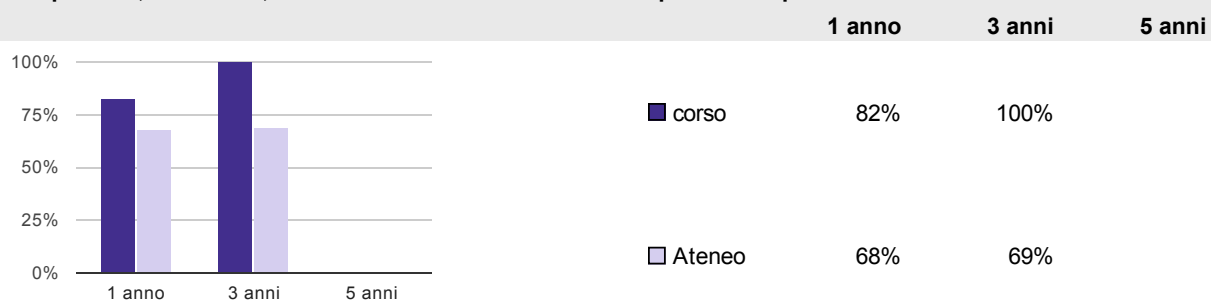 1 anno 3 anni 5 anni
100%
75%
50%
25%
0%
1 anno 3 anni 5 anni
corso 82% 100%
Ateneo 68% 69%